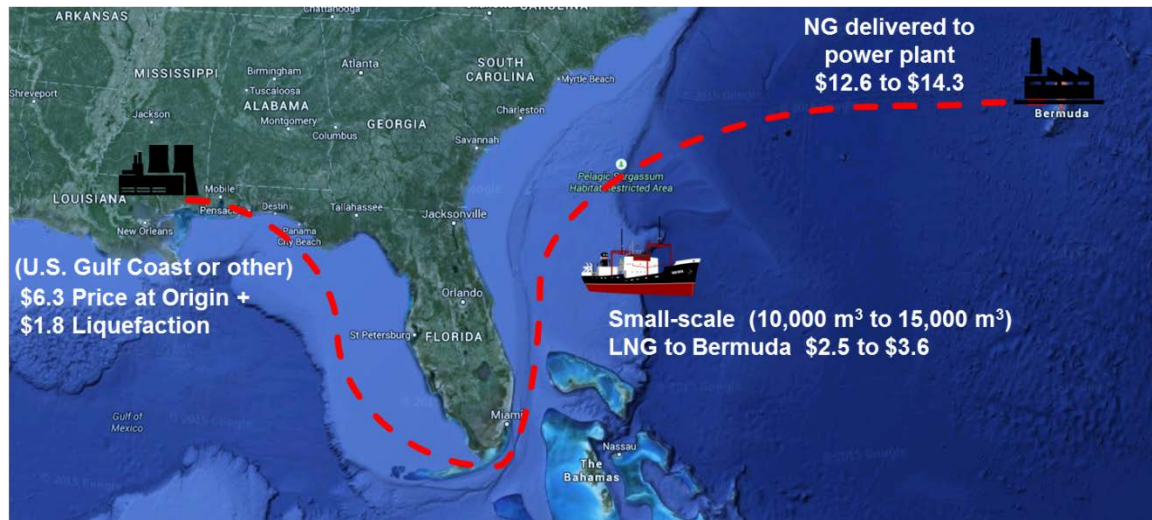 ARKANSAS
Chattanooga
CAROLINA
NG delivered to
power plant
$12.6 to $14.3
Atlanta
SOUTH
CAROLINA
MISSISSIPPI
Birmingham
Myrtle Beach
Tuscaloosa
Shreveport
ALABAMA
Charleston
Jackson
Montgomery
GEORGIA
Bermuda
Columbus
Savannah
Pelagic Sargassum
Habitat Restricted Area
LOUISIANA
Mobile
Pensac
Destin
Tallahassee
Jacksonville
New Orleans
Panama
City Beach
(U.S. Gulf Coast or other)
$6.3 Price at Origin +
$1.8 Liquefaction
Orlando
Small-scale (10,000 m³ to 15,000 m³)
LNG to Bermuda $2.5 to $3.6
St Petersburg
FLORIDA
Gulf of
Mexico
Miami
Nassau
The
Bahamas